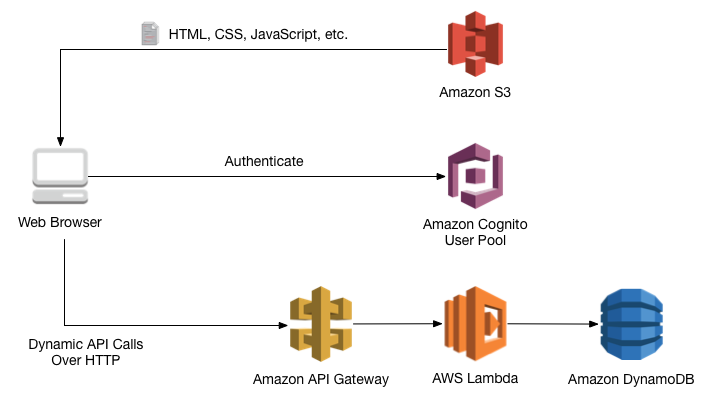 HTML, CSS, JavaScript, etc.
Amazon S3
Authenticate
Web Browser
Amazon Cognito
User Pool
Dynamic API Calls
Over HTTP
Amazon API Gateway
AWS Lambda
Amazon DynamoDB